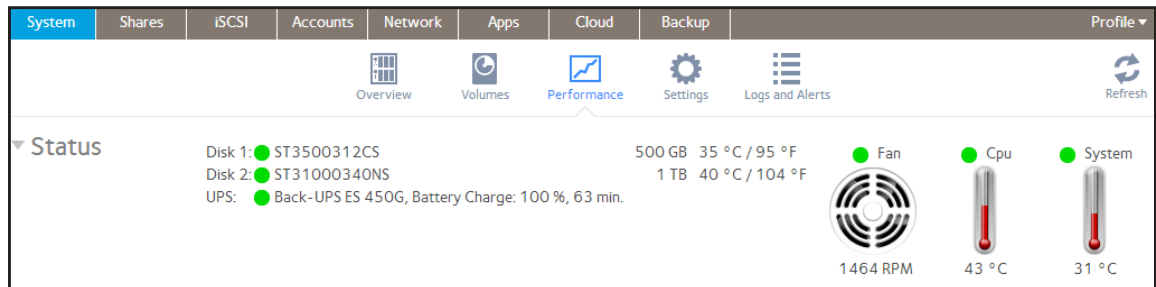 System Shares iSCSI Accounts Network Apps Cloud Backup Profile
Overview Volumes Performance Settings Logs and Alerts Refresh
Status
Disk 1: ST3500312CS 500 GB 35 °C / 95 °F
Disk 2: ST31000340NS 1 TB 40 °C / 104 °F
UPS: Back-UPS ES 450G, Battery Charge: 100 %, 63 min.
Fan Cpu System
1464 RPM 43 °C 31 °C